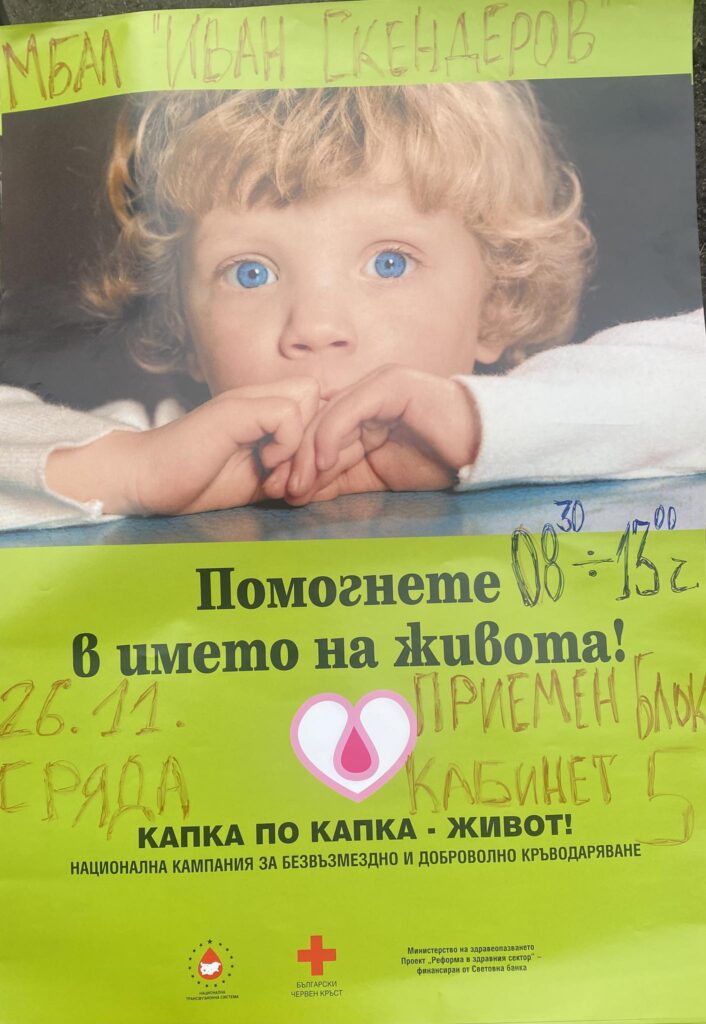 МБАЛ "ИВАН СКЕНДЕРОВ"
08³⁰ ÷ 13⁰⁰ г
Помогнете
в името на живота!
26.11. ПРИЕМЕН БЛОК
СРЯДА КАБИНЕТ 5
КАПКА ПО КАПКА - ЖИВОТ!
НАЦИОНАЛНА КАМПАНИЯ ЗА БЕЗВЪЗМЕЗДНО И ДОБРОВОЛНО КРЪВОДАРЯВАНЕ
НАЦИОНАЛНА
ТРАНСФУЗИОННА СИСТЕМА
БЪЛГАРСКИ
ЧЕРВЕН КРЪСТ
Министерство на здравеопазването
Проект „Реформа в здравния сектор" –
финансиран от Световна банка